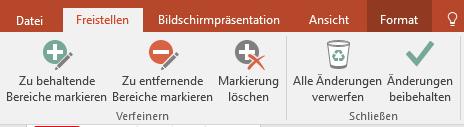 Datei Freistellen Bildschirmpräsentation Ansicht Format
Zu behaltende Zu entfernende Markierung Alle Änderungen Änderungen
Bereiche markieren Bereiche markieren löschen verwerfen beibehalten
Verfeinern Schließen